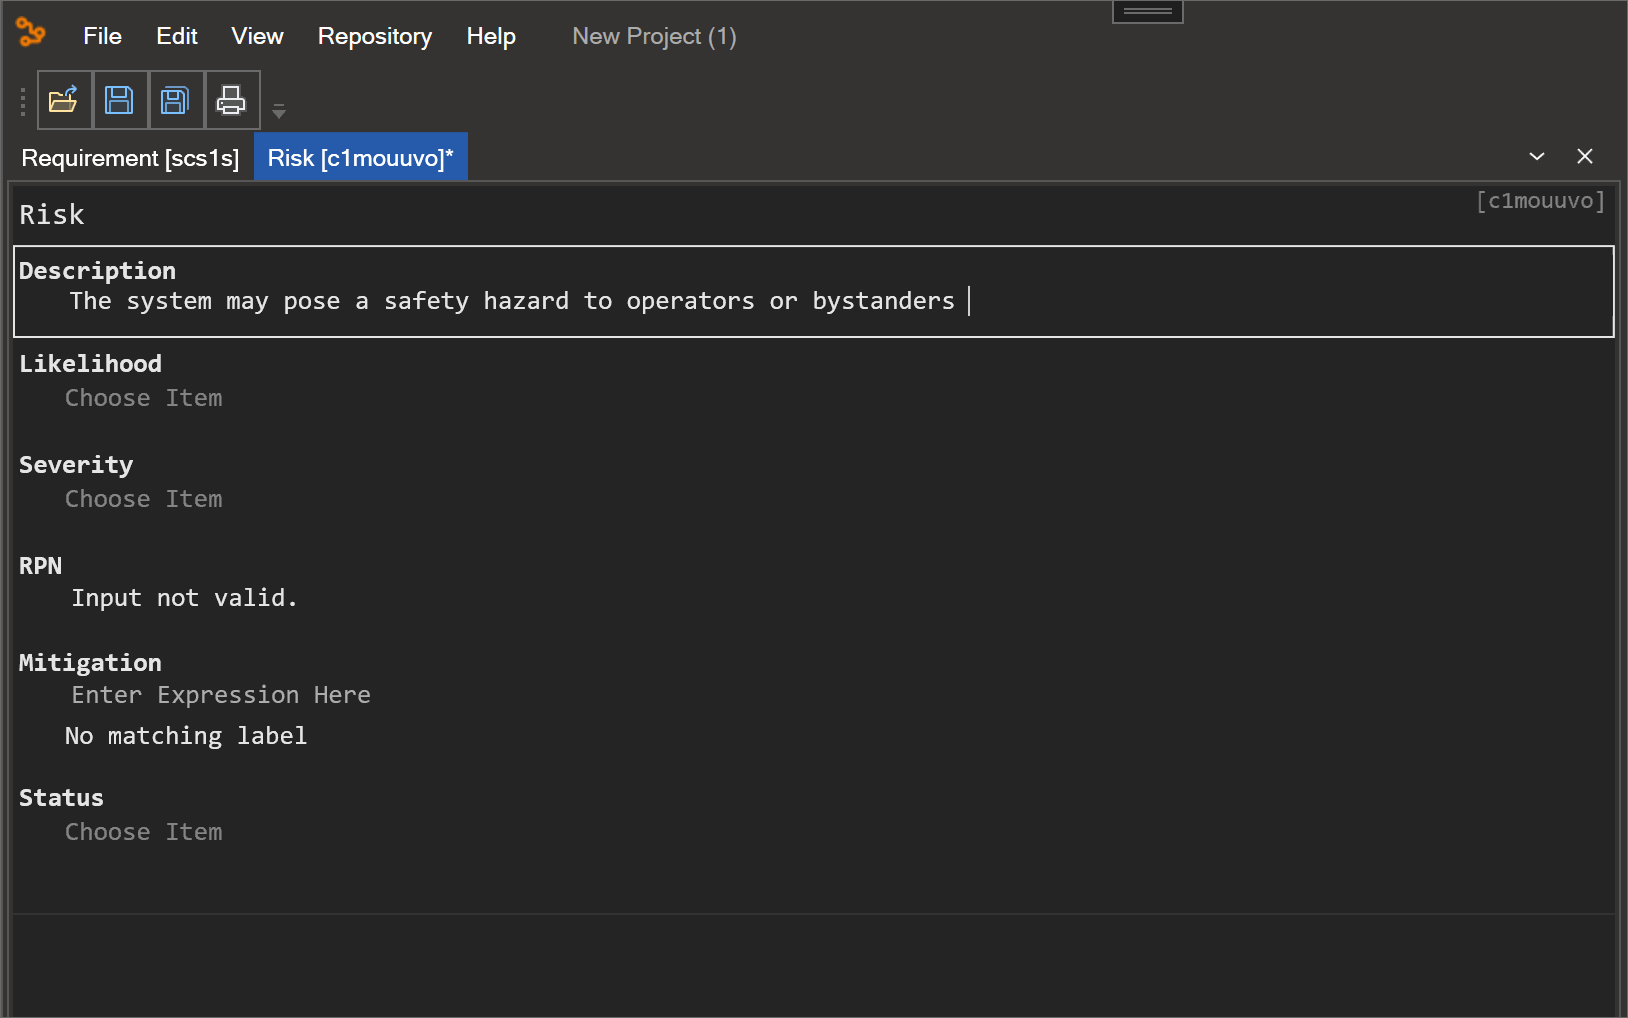 File Edit View Repository Help New Project (1)
Requirement [scs1s] Risk [c1mouuvo]*
[c1mouuvo]
Risk
Description
The system may pose a safety hazard to operators or bystanders
Likelihood
Choose Item
Severity
Choose Item
RPN
Input not valid.
Mitigation
Enter Expression Here
No matching label
Status
Choose Item